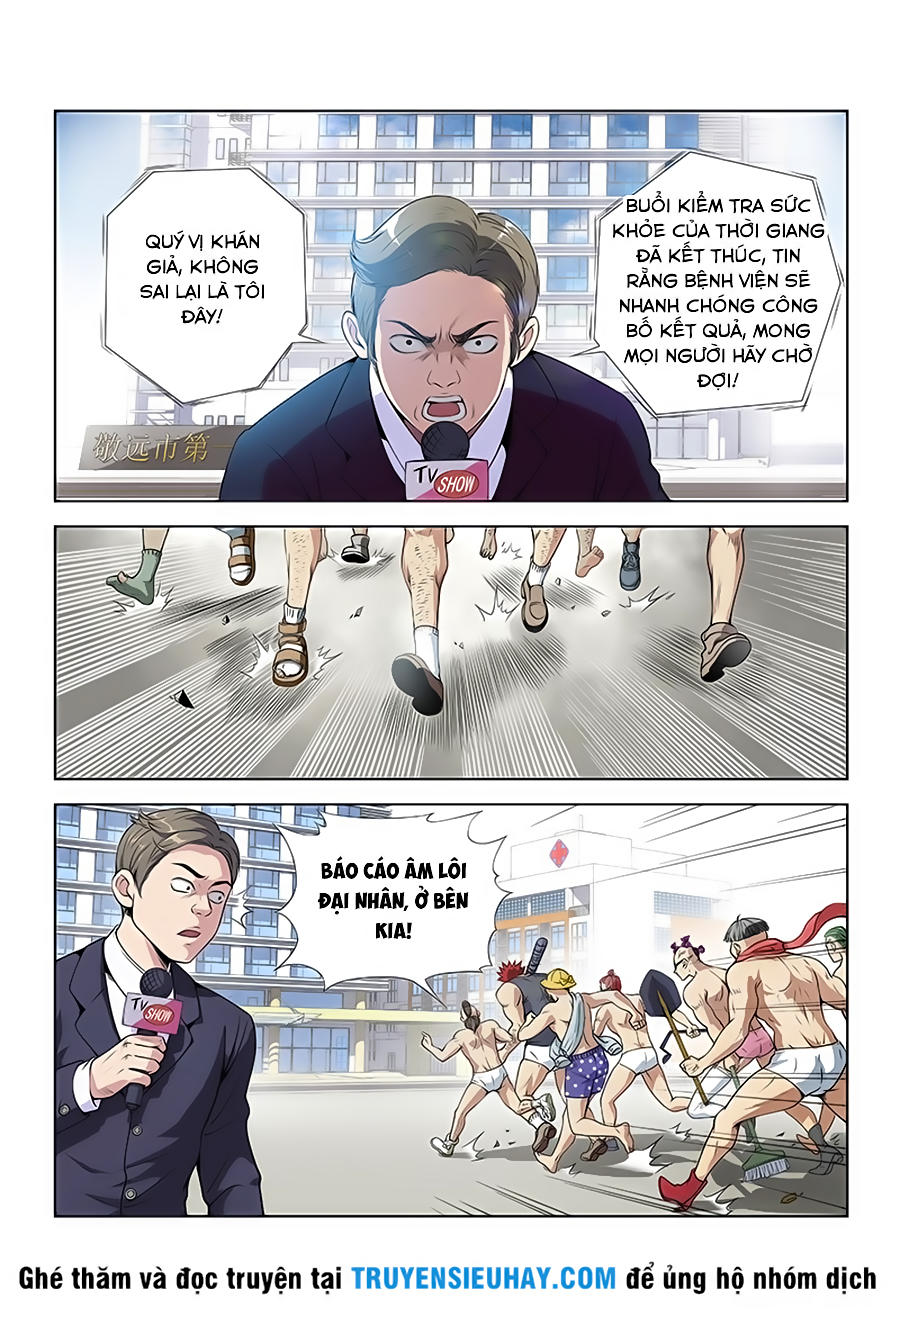 QUÝ VỊ KHÁN
GIẢ, KHÔNG
SAI LẠI LÀ TÔI
ĐÂY!
BUỔI KIỂM TRA SỨC
KHỎE CỦA THỜI GIANG
ĐÃ KẾT THÚC, TIN
RẰNG BỆNH VIỆN SẼ
NHANH CHÓNG CÔNG
BỐ KẾT QUẢ, MONG
MỌI NGƯỜI HÃY CHỜ
ĐỢI!
敬远市第一
TV
SHOW
BÁO CÁO ÂM LÔI
ĐẠI NHÂN, Ở BÊN
KIA!
TV
SHOW
Ghé thăm và đọc truyện tại TRUYENSIEUHAY.COM để ủng hộ nhóm dịch